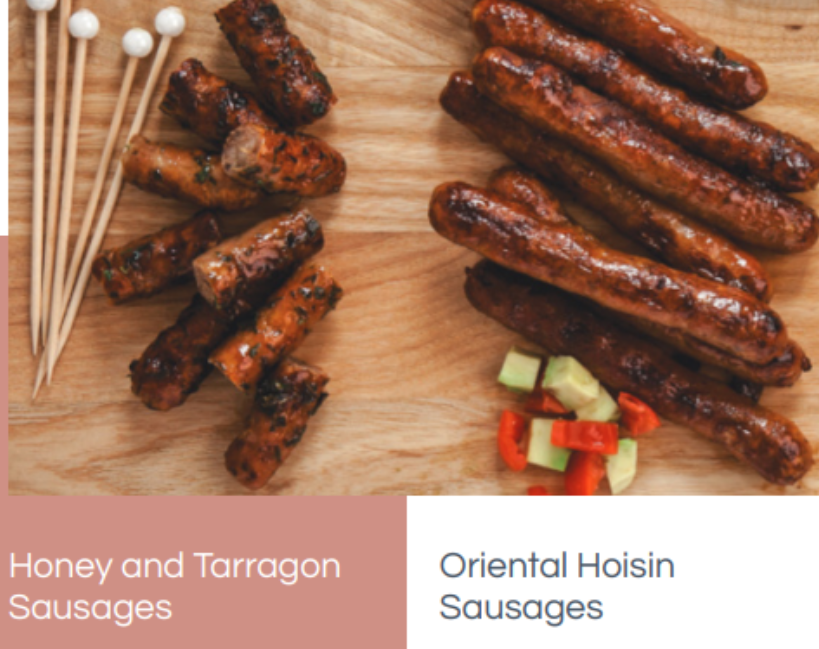 Honey and Tarragon
Sausages
Oriental Hoisin
Sausages